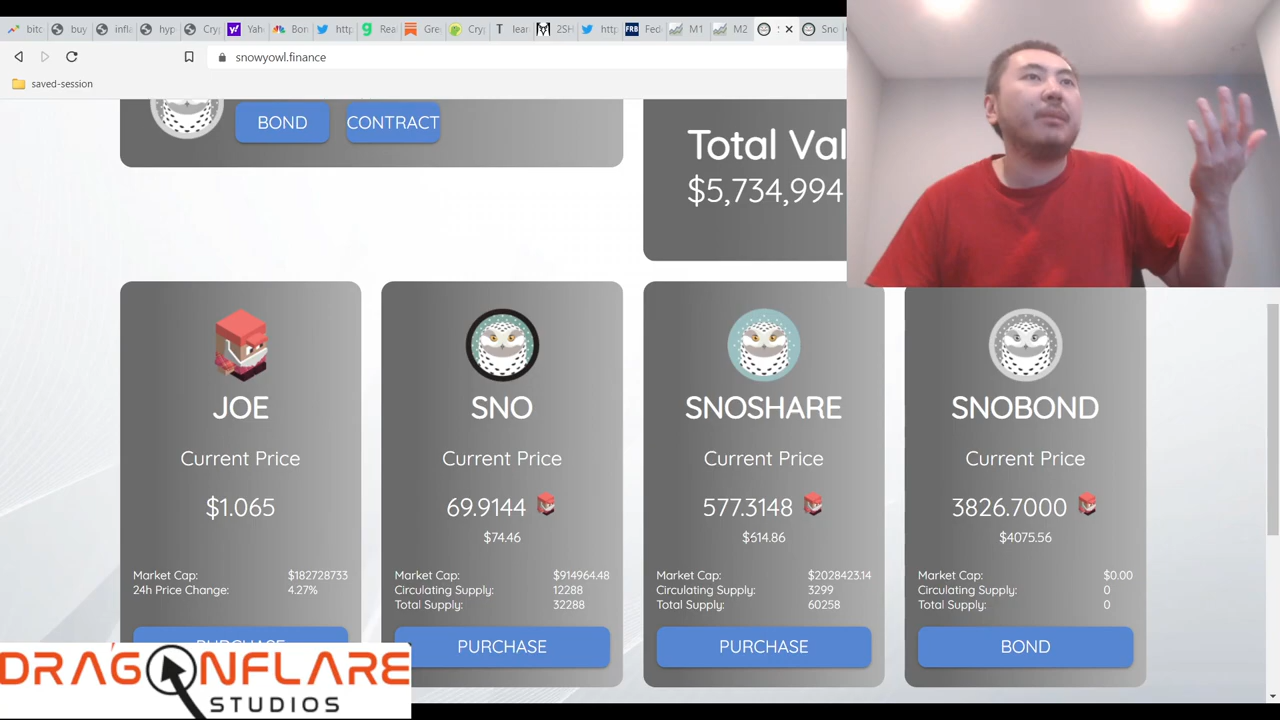 bitc
buy
infla
hyp
Cry
Yah
Bon
http
Rea
Gre
Cry
lear
2SH
http
FRB
Fed
M1
M2
S
Sno
snowyowl.finance
saved-session
BOND
CONTRACT
Total Val
$5,734,994
JOE
Current Price
$1.065
Market Cap: $182728733
24h Price Change: 4.27%
PURCHASE
SNO
Current Price
69.9144
$74.46
Market Cap: $914964.48
Circulating Supply: 12288
Total Supply: 32288
PURCHASE
SNOSHARE
Current Price
577.3148
$614.86
Market Cap: $2028423.14
Circulating Supply: 3299
Total Supply: 60258
PURCHASE
SNOBOND
Current Price
3826.7000
$4075.56
Market Cap: $0.00
Circulating Supply: 0
Total Supply: 0
BOND
DRAGONFLARE
STUDIOS